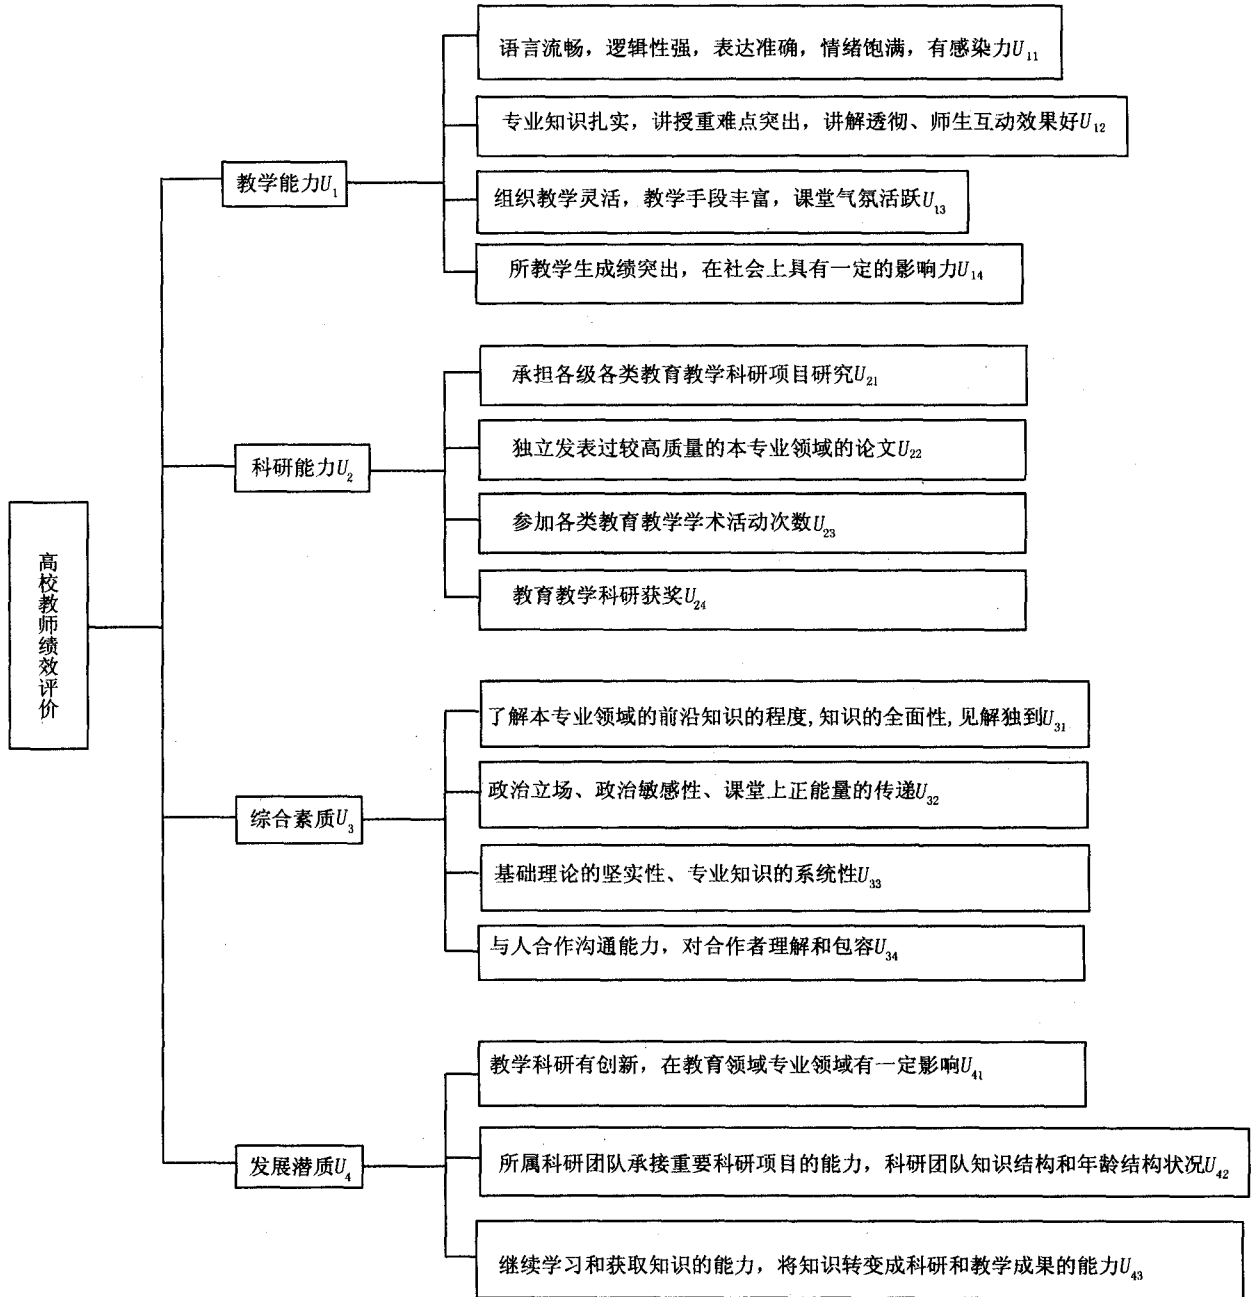 高校教师绩效评价
教学能力U₁
语言流畅，逻辑性强，表达准确，情绪饱满，有感染力U₁₁
专业知识扎实，讲授重难点突出，讲解透彻、师生互动效果好U₁₂
组织教学灵活，教学手段丰富，课堂气氛活跃U₁₃
所教学生成绩突出，在社会上具有一定的影响力U₁₄
科研能力U₂
承担各级各类教育教学科研项目研究U₂₁
独立发表过较高质量的本专业领域的论文U₂₂
参加各类教育教学学术活动次数U₂₃
教育教学科研获奖U₂₄
综合素质U₃
了解本专业领域的前沿知识的程度,知识的全面性,见解独到U₃₁
政治立场、政治敏感性、课堂上正能量的传递U₃₂
基础理论的坚实性、专业知识的系统性U₃₃
与人合作沟通能力，对合作者理解和包容U₃₄
发展潜质U₄
教学科研有创新，在教育领域专业领域有一定影响U₄₁
所属科研团队承接重要科研项目的能力，科研团队知识结构和年龄结构状况U₄₂
继续学习和获取知识的能力，将知识转变成科研和教学成果的能力U₄₃